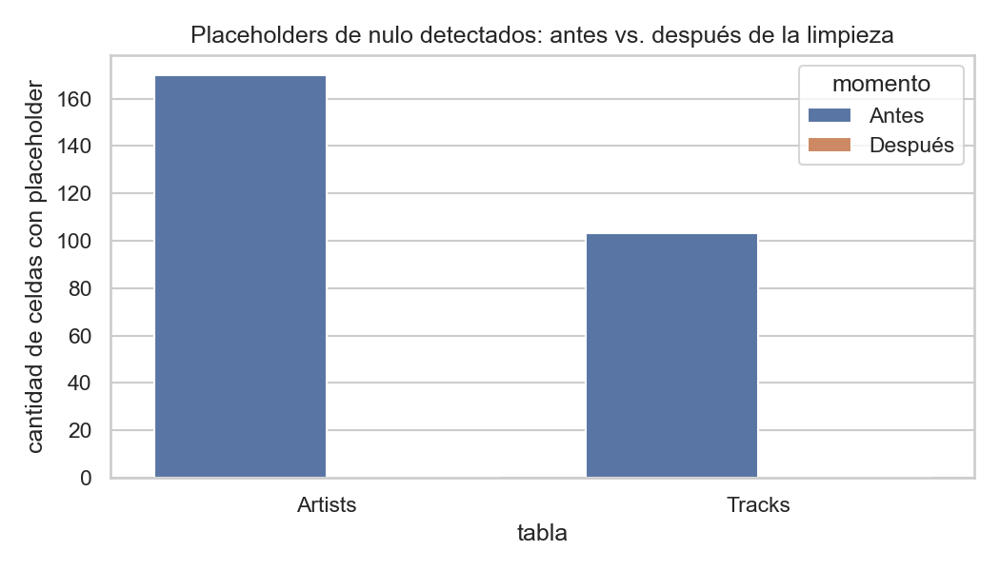 Placeholders de nulo detectados: antes vs. después de la limpieza
cantidad de celdas con placeholder
160
140
120
100
80
60
40
20
0
momento
Antes
Después
Artists
Tracks
tabla